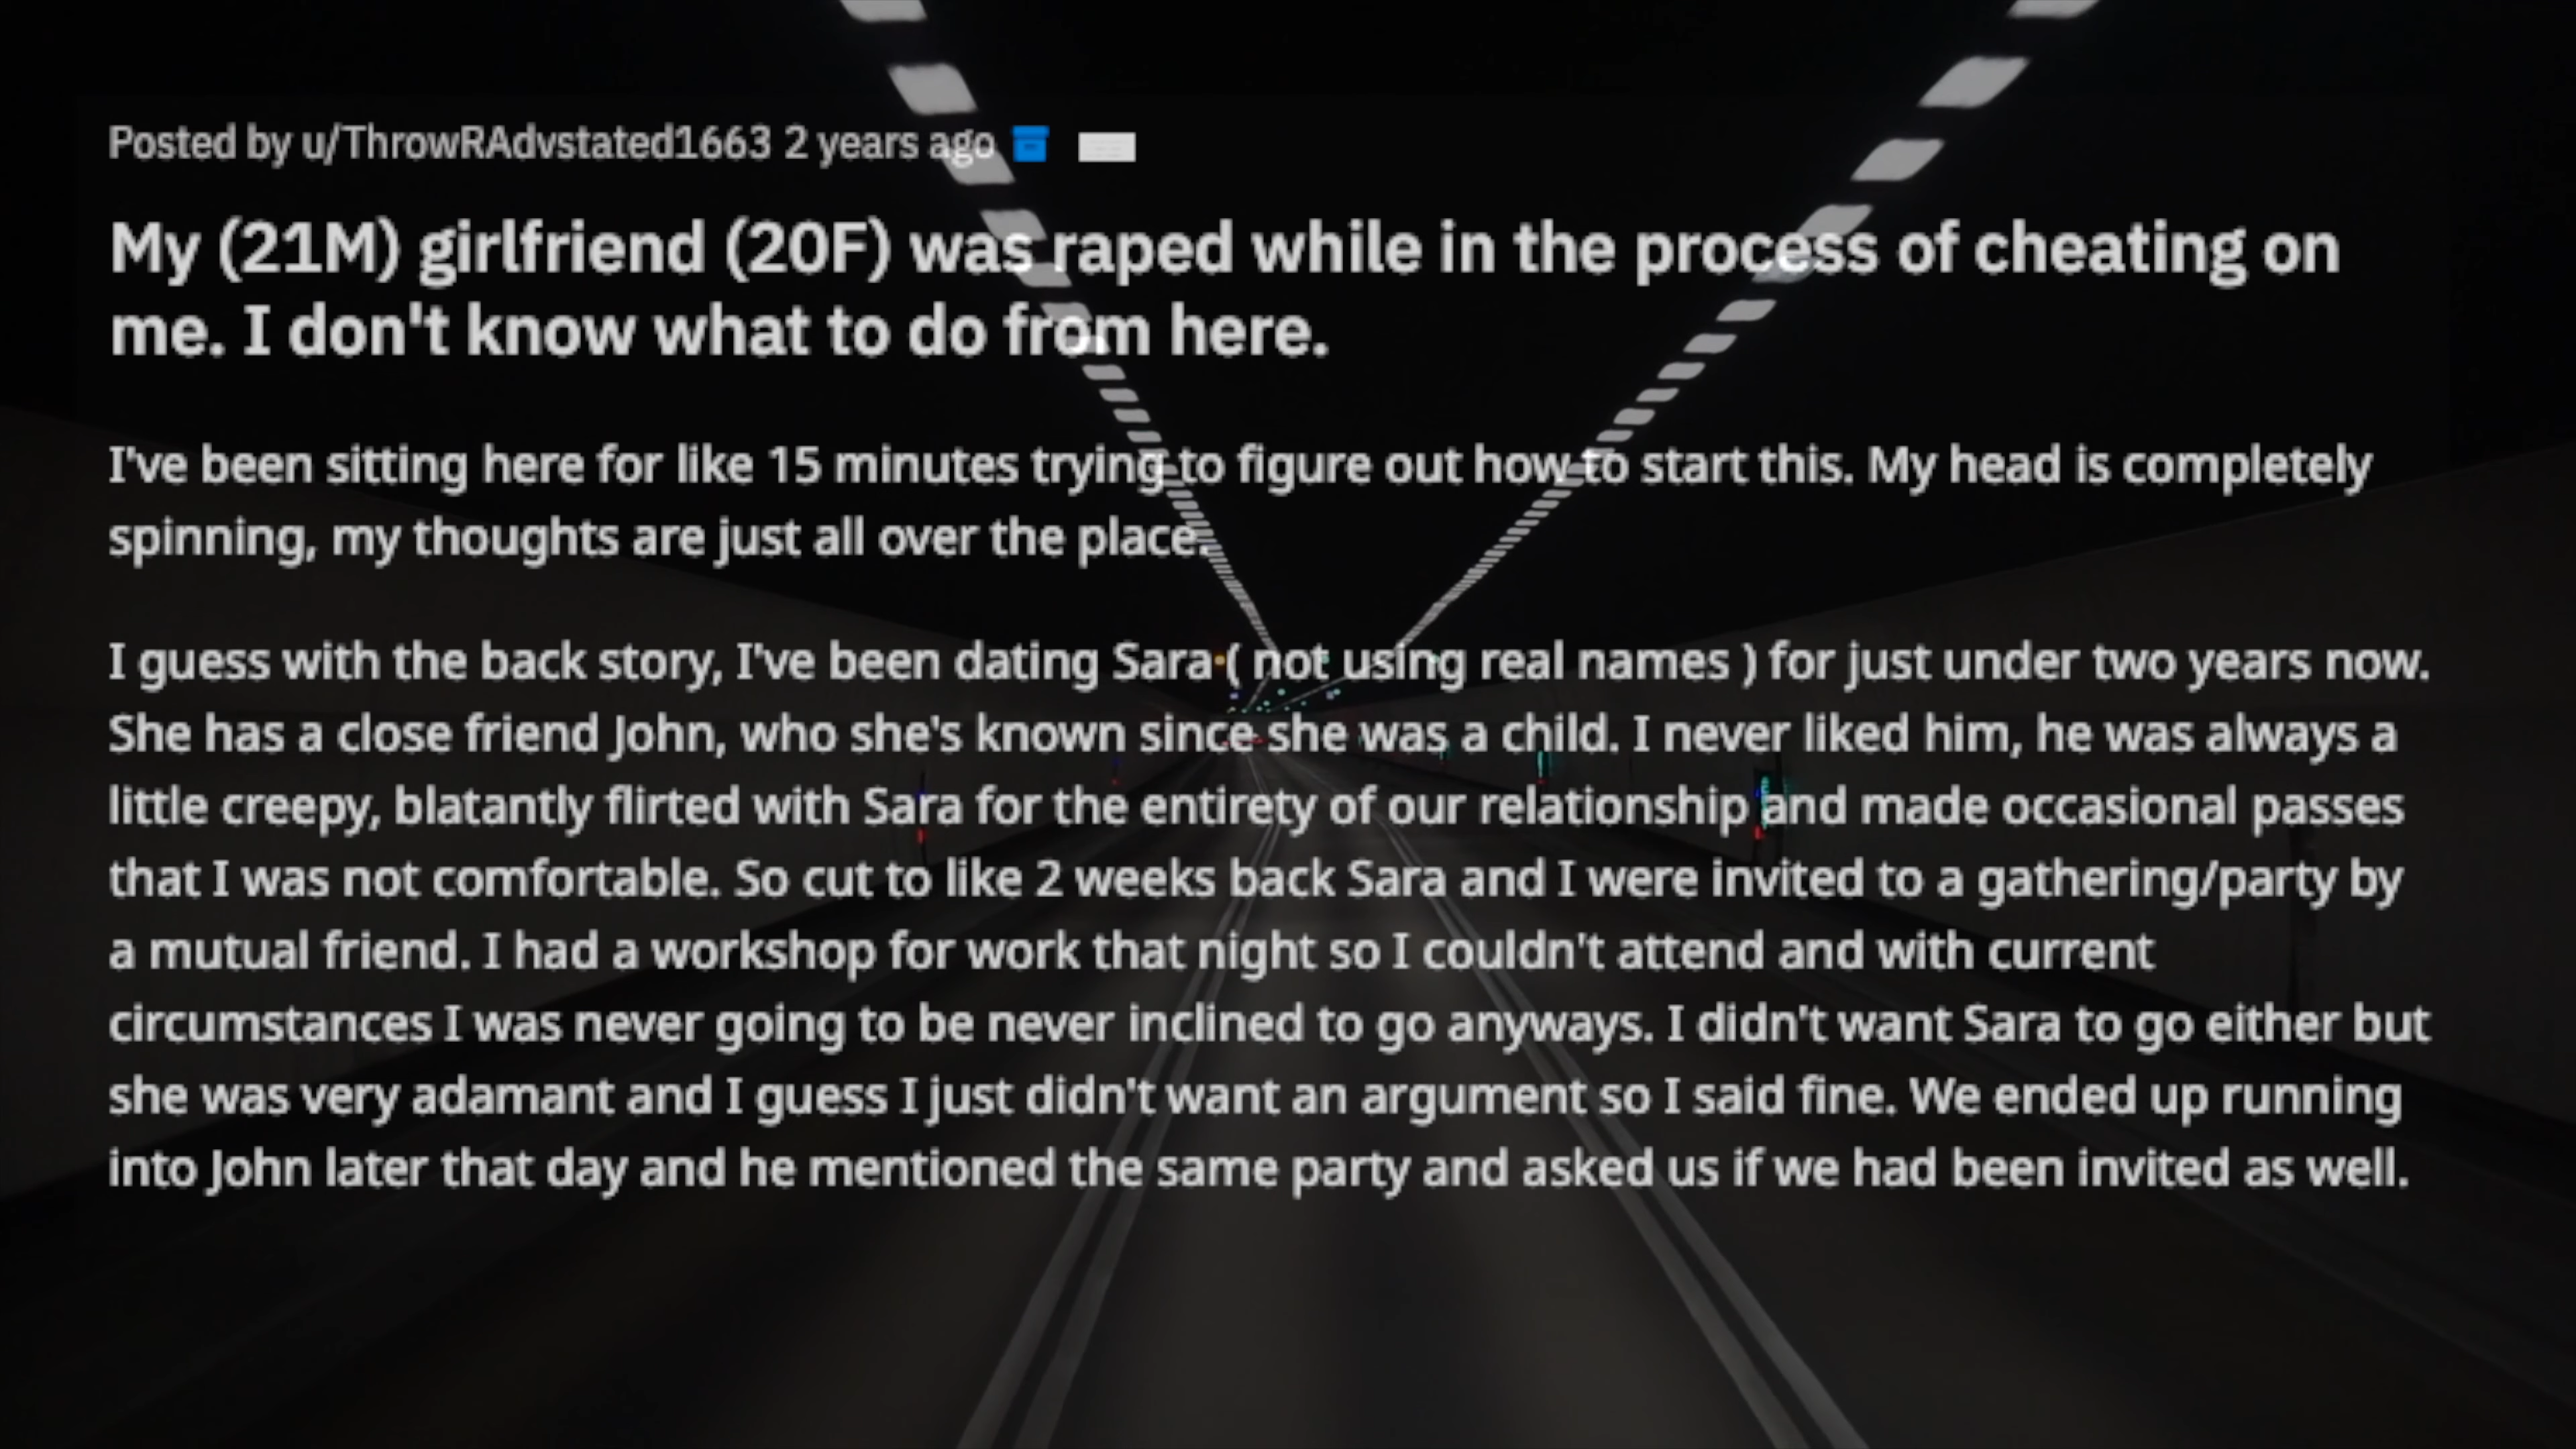 Posted by u/ThrowRAdvstated1663 2 years ago
My (21M) girlfriend (20F) was raped while in the process of cheating on
me. I don't know what to do from here.
I've been sitting here for like 15 minutes trying to figure out how to start this. My head is completely
spinning, my thoughts are just all over the place.
I guess with the back story, I've been dating Sara ( not using real names ) for just under two years now.
She has a close friend John, who she's known since she was a child. I never liked him, he was always a
little creepy, blatantly flirted with Sara for the entirety of our relationship and made occasional passes
that I was not comfortable. So cut to like 2 weeks back Sara and I were invited to a gathering/party by
a mutual friend. I had a workshop for work that night so I couldn't attend and with current
circumstances I was never going to be never inclined to go anyways. I didn't want Sara to go either but
she was very adamant and I guess I just didn't want an argument so I said fine. We ended up running
into John later that day and he mentioned the same party and asked us if we had been invited as well.